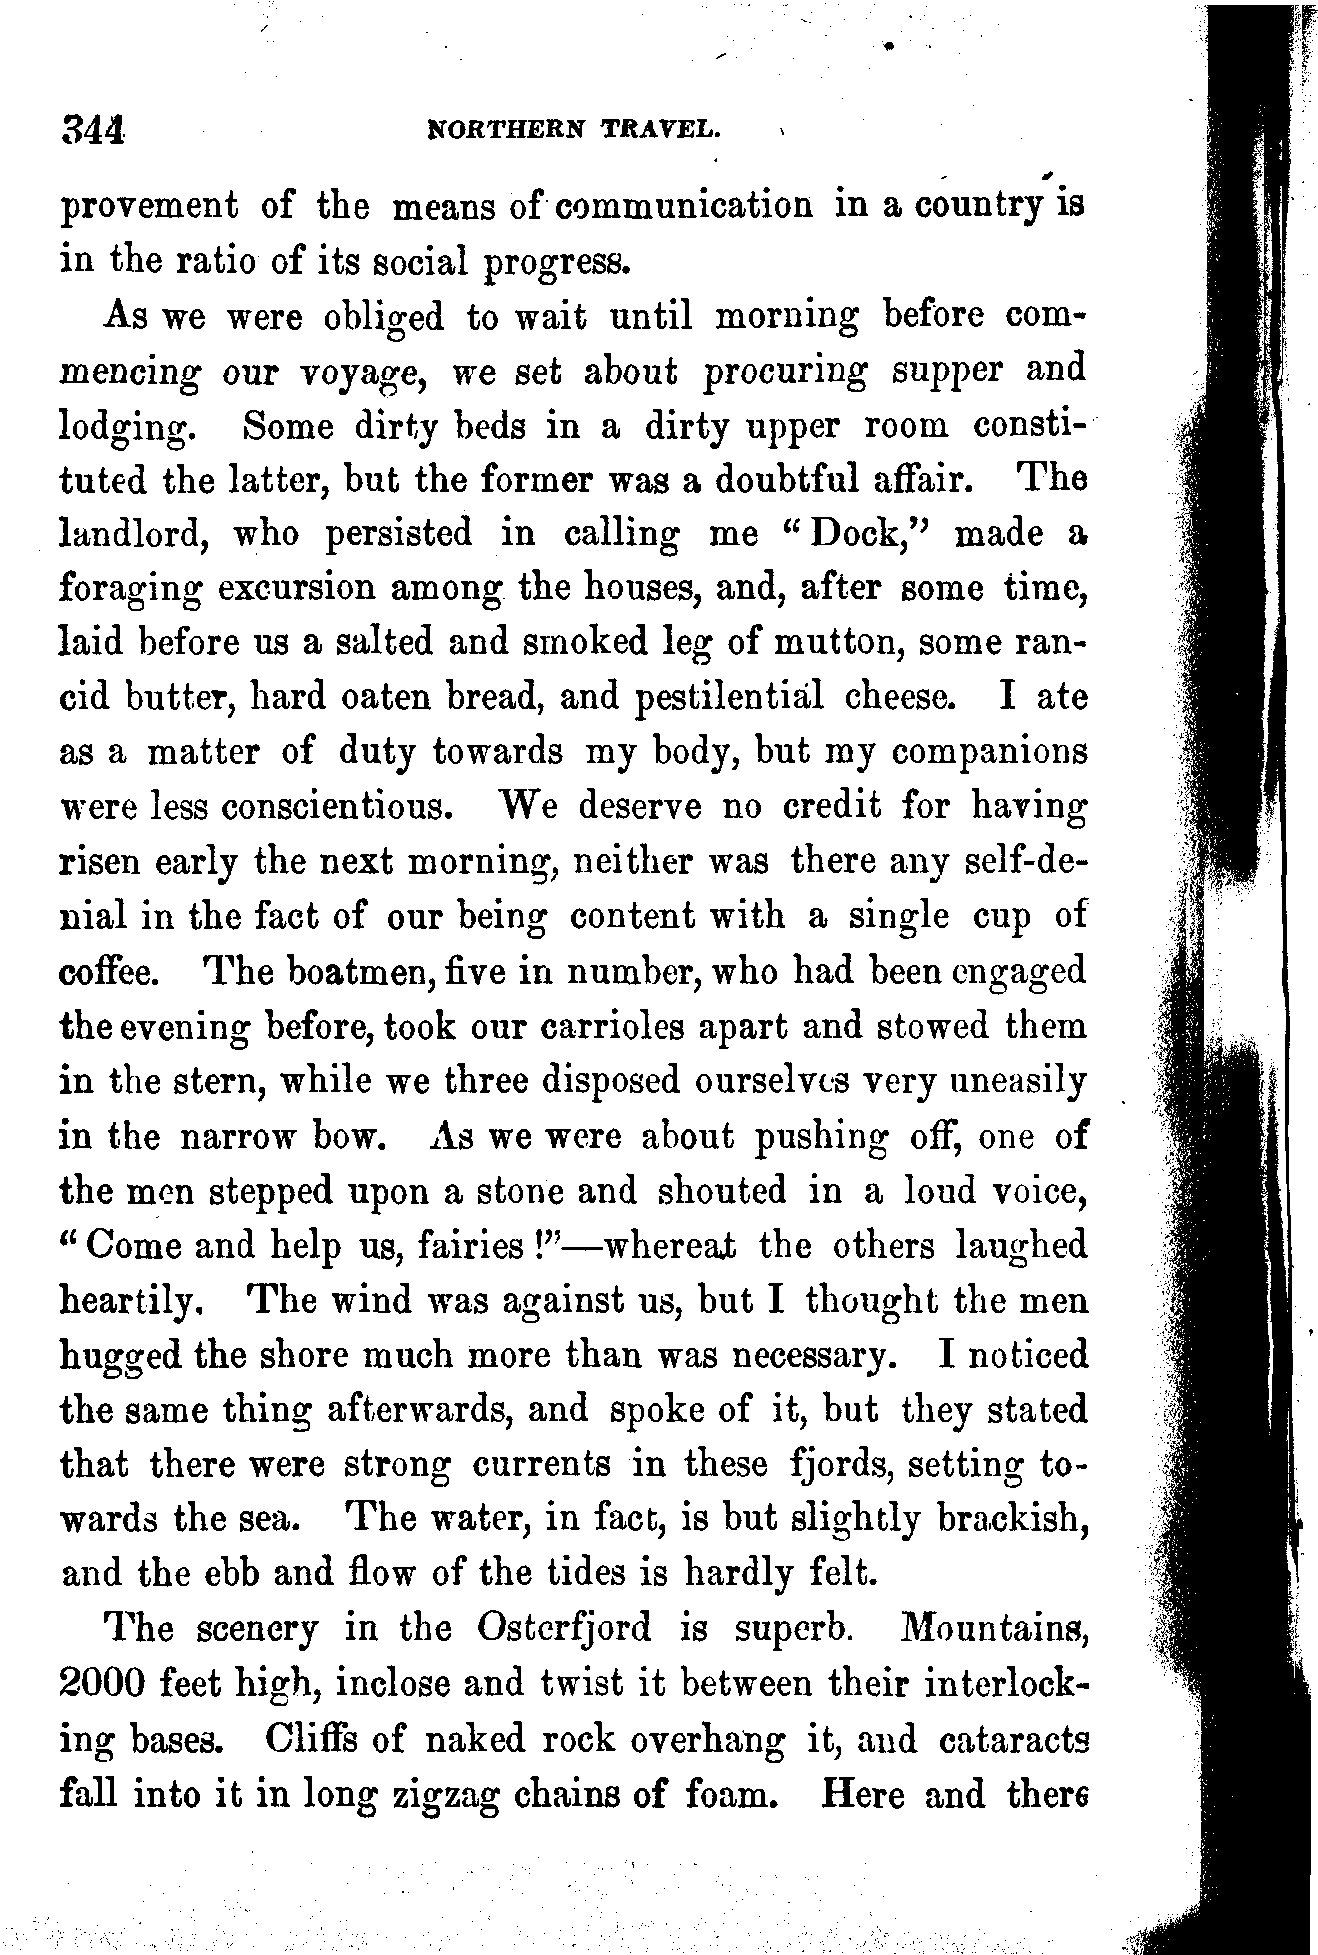 344 NORTHERN TRAVEL.
provement of the means of communication in a country is
in the ratio of its social progress.
As we were obliged to wait until morning before com-
mencing our voyage, we set about procuring supper and
lodging. Some dirty beds in a dirty upper room consti-
tuted the latter, but the former was a doubtful affair. The
landlord, who persisted in calling me “Dock,” made a
foraging excursion among the houses, and, after some time,
laid before us a salted and smoked leg of mutton, some ran-
cid butter, hard oaten bread, and pestilential cheese. I ate
as a matter of duty towards my body, but my companions
were less conscientious. We deserve no credit for having
risen early the next morning, neither was there any self-de-
nial in the fact of our being content with a single cup of
coffee. The boatmen, five in number, who had been engaged
the evening before, took our carrioles apart and stowed them
in the stern, while we three disposed ourselves very uneasily
in the narrow bow. As we were about pushing off, one of
the men stepped upon a stone and shouted in a loud voice,
“Come and help us, fairies!”—whereat the others laughed
heartily. The wind was against us, but I thought the men
hugged the shore much more than was necessary. I noticed
the same thing afterwards, and spoke of it, but they stated
that there were strong currents in these fjords, setting to-
wards the sea. The water, in fact, is but slightly brackish,
and the ebb and flow of the tides is hardly felt.
The scenery in the Osterfjord is superb. Mountains,
2000 feet high, inclose and twist it between their interlock-
ing bases. Cliffs of naked rock overhang it, and cataracts
fall into it in long zigzag chains of foam. Here and there